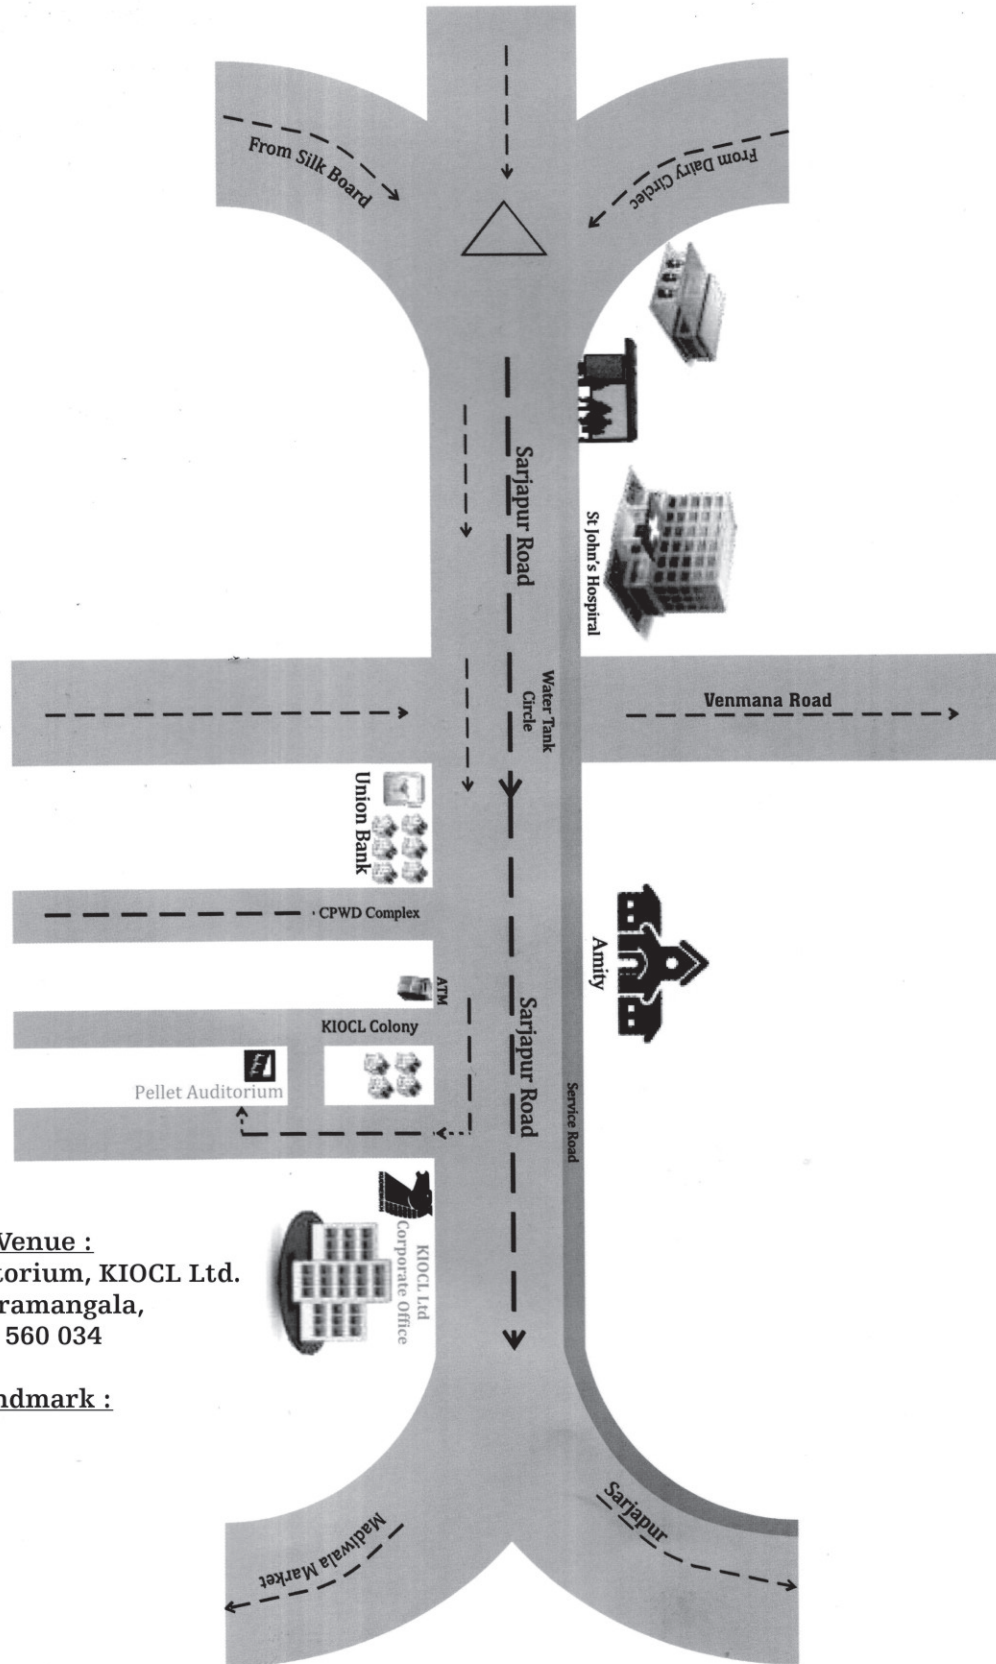 From Silk Board
From Dairy Circlec
Sarjapur Road
St John's Hospiral
Water Tank
Circle
Venmana Road
Union Bank
CPWD Complex
Amity
ATM
KIOCL Colony
Sarjapur Road
Pellet Auditorium
Service Road
KIOCL Ltd
Corporate Office
Venue :
torium, KIOCL Ltd.
ramangala,
560 034
ndmark :
Sarjapur
Madiwala Market